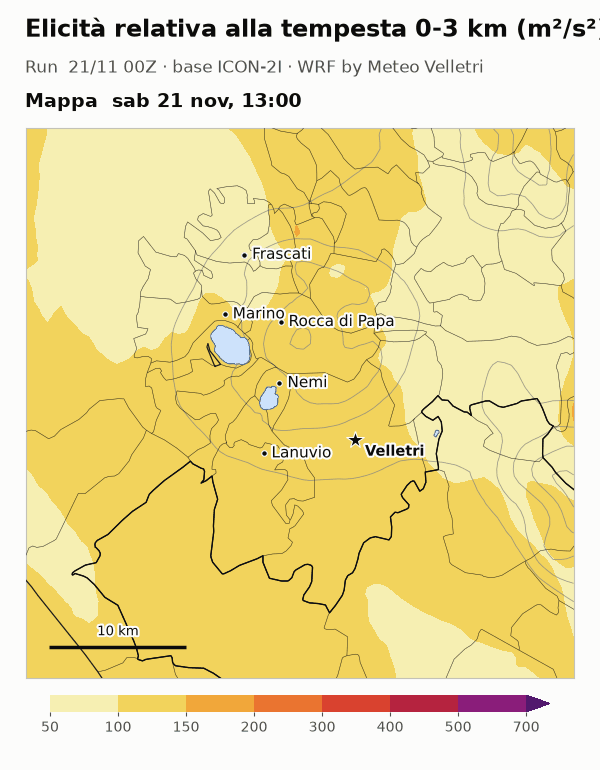 Elicità relativa alla tempesta 0-3 km (m²/s²)
Run 21/11 00Z · base ICON-2I · WRF by Meteo Velletri
Mappa sab 21 nov, 13:00
Frascati
Marino
Rocca di Papa
Nemi
Velletri
Lanuvio
10 km
50 100 150 200 300 400 500 700